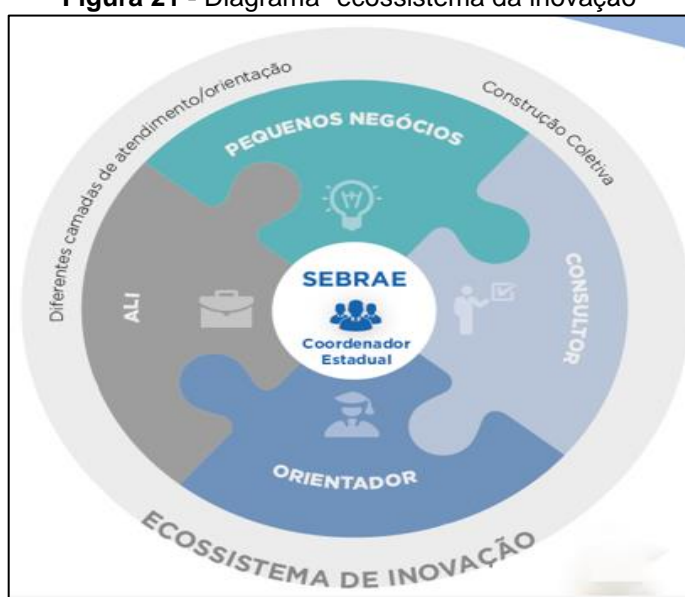 Figura 21 - Diagrama “ecossistema da inovação”
Diferentes camadas de atendimento/orientação
Construção Coletiva
PEQUENOS NEGÓCIOS
ALI
SEBRAE
Coordenador
Estadual
CONSULTOR
ORIENTADOR
ECOSSISTEMA DE INOVAÇÃO